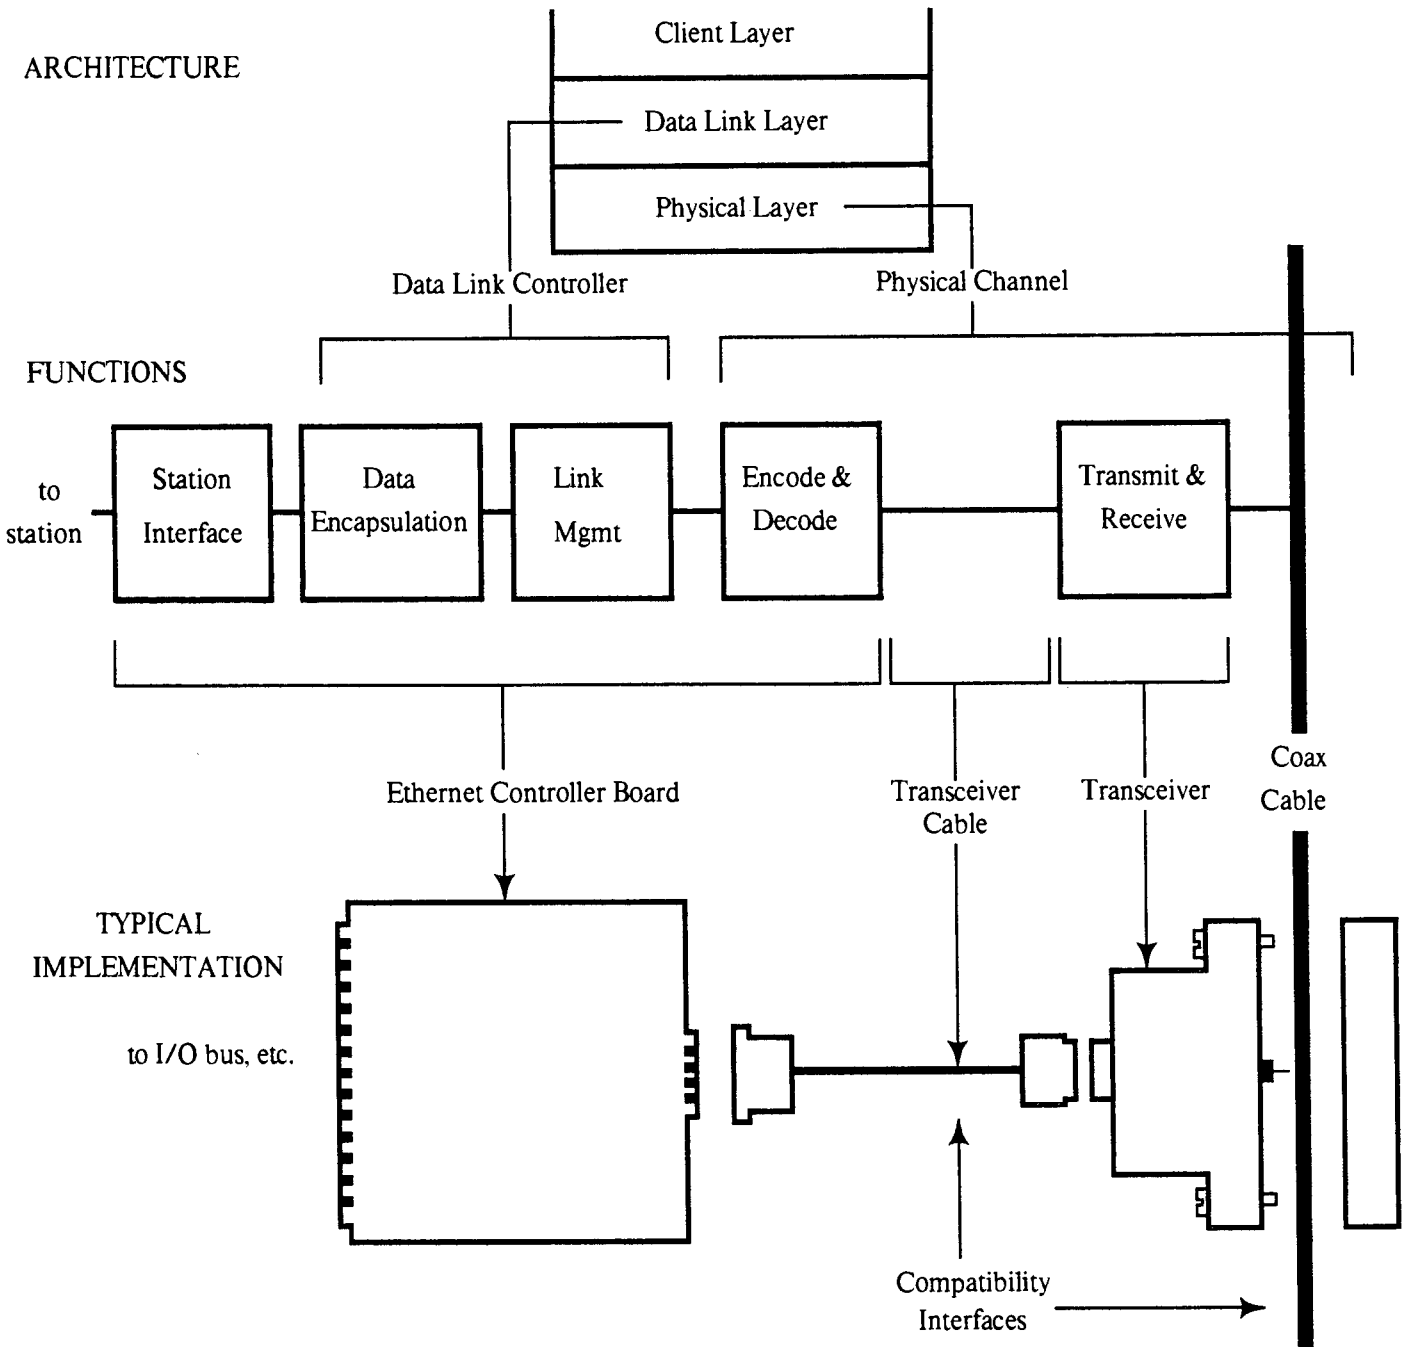 Client Layer
ARCHITECTURE
Data Link Layer
Physical Layer
Data Link Controller
Physical Channel
FUNCTIONS
to
station
Station
Interface
Data
Encapsulation
Link
Mgmt
Encode &
Decode
Transmit &
Receive
Coax
Cable
Ethernet Controller Board
Transceiver
Cable
Transceiver
TYPICAL
IMPLEMENTATION
to I/O bus, etc.
Compatibility
Interfaces